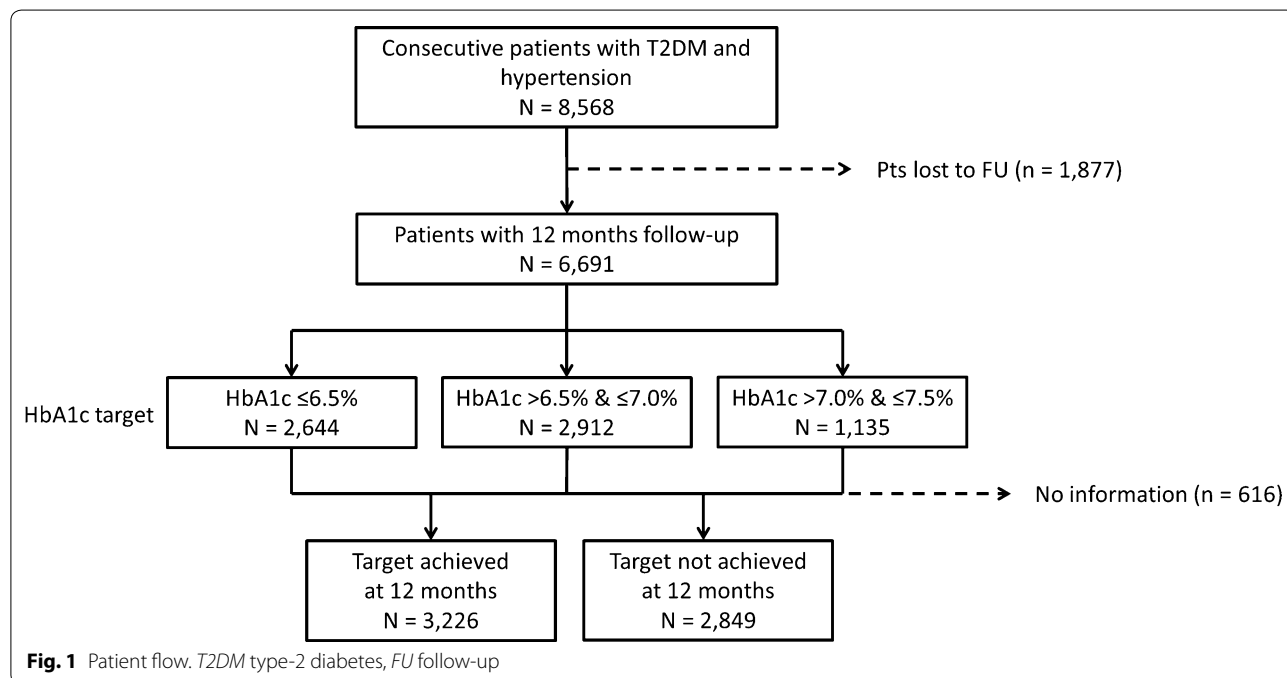 Consecutive patients with T2DM and
hypertension
N = 8,568
Pts lost to FU (n = 1,877)
Patients with 12 months follow-up
N = 6,691
HbA1c target
HbA1c ≤6.5%
N = 2,644
HbA1c >6.5% & ≤7.0%
N = 2,912
HbA1c >7.0% & ≤7.5%
N = 1,135
No information (n = 616)
Target achieved
at 12 months
N = 3,226
Target not achieved
at 12 months
N = 2,849
Fig. 1 Patient flow. T2DM type-2 diabetes, FU follow-up